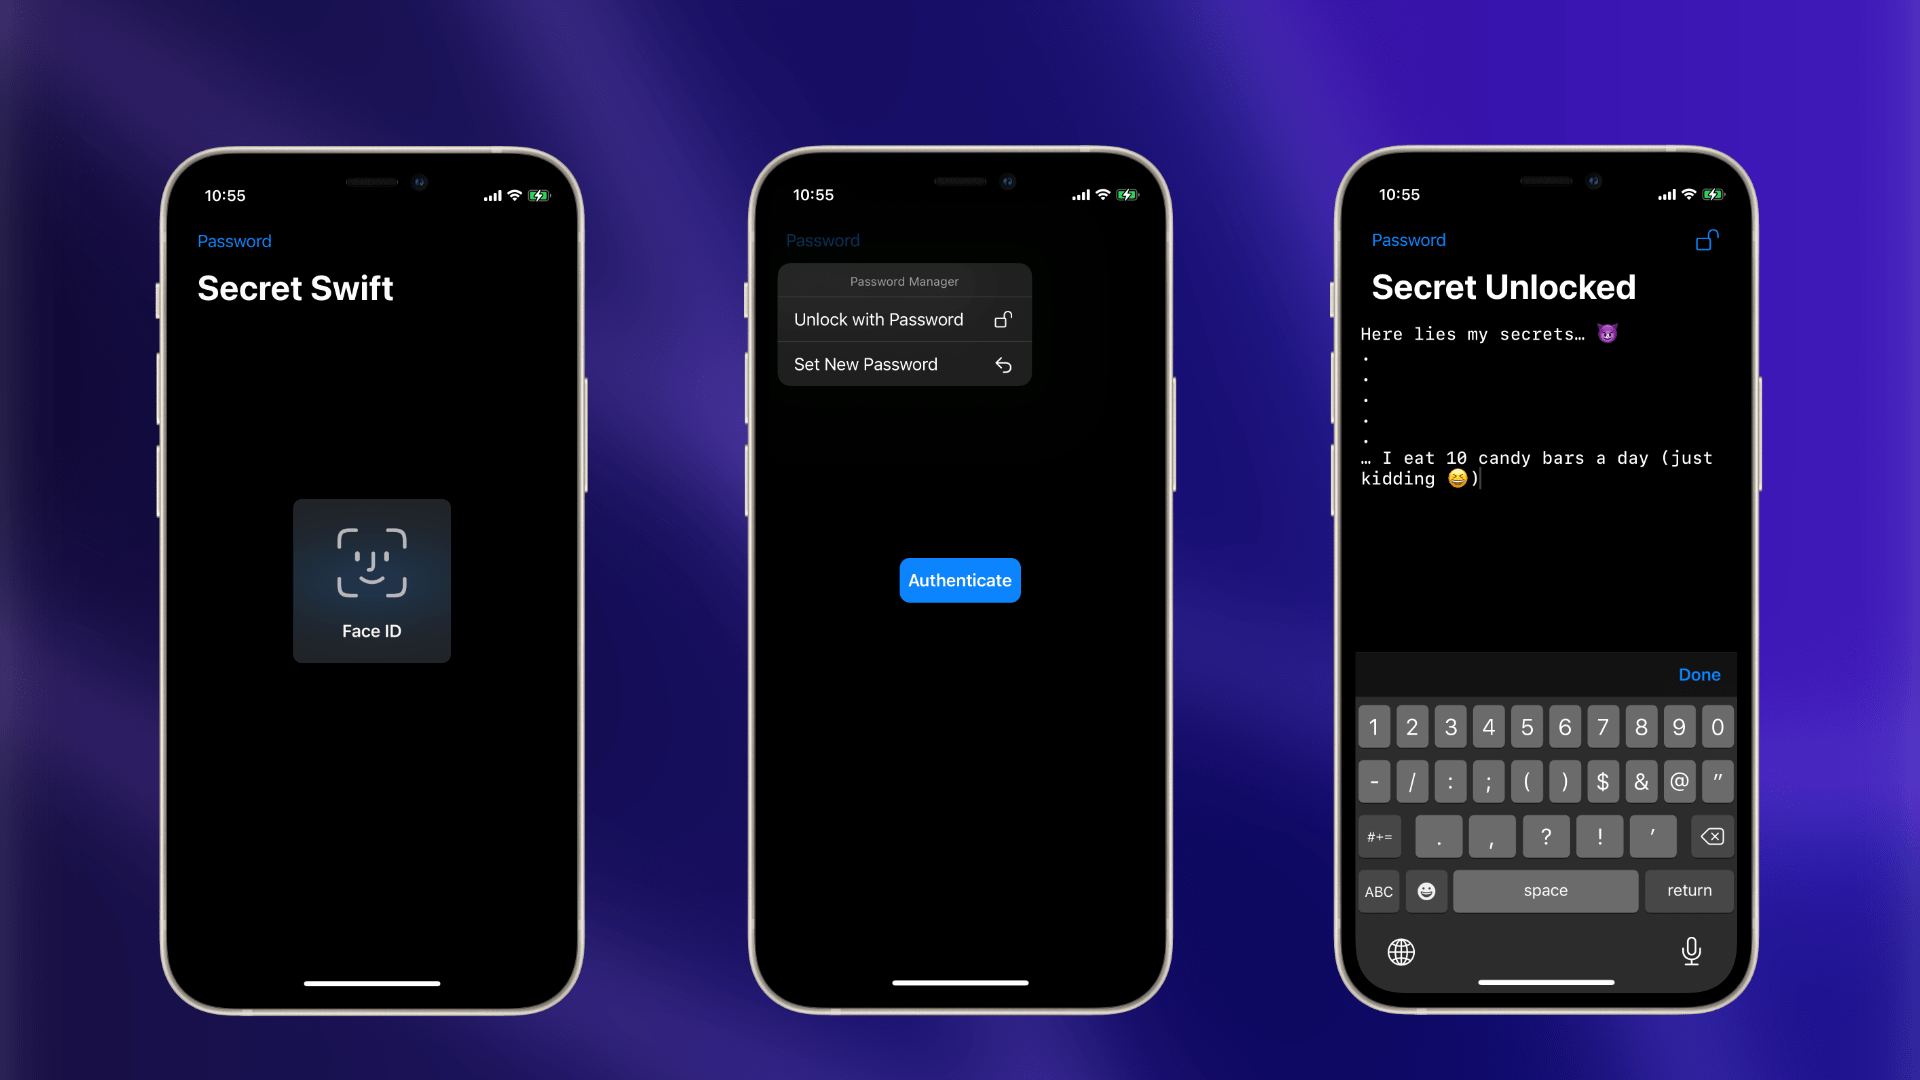 10:55
Password
Secret Swift
Face ID
10:55
Password
Password Manager
Unlock with Password
Set New Password
Authenticate
10:55
Password
Secret Unlocked
Here lies my secrets… 😈
.
.
.
.
.
… I eat 10 candy bars a day (just
kidding 😆)
Done
1 2 3 4 5 6 7 8 9 0
- / : ; ( ) $ & @ "
#+= . , ? ! '
ABC space return